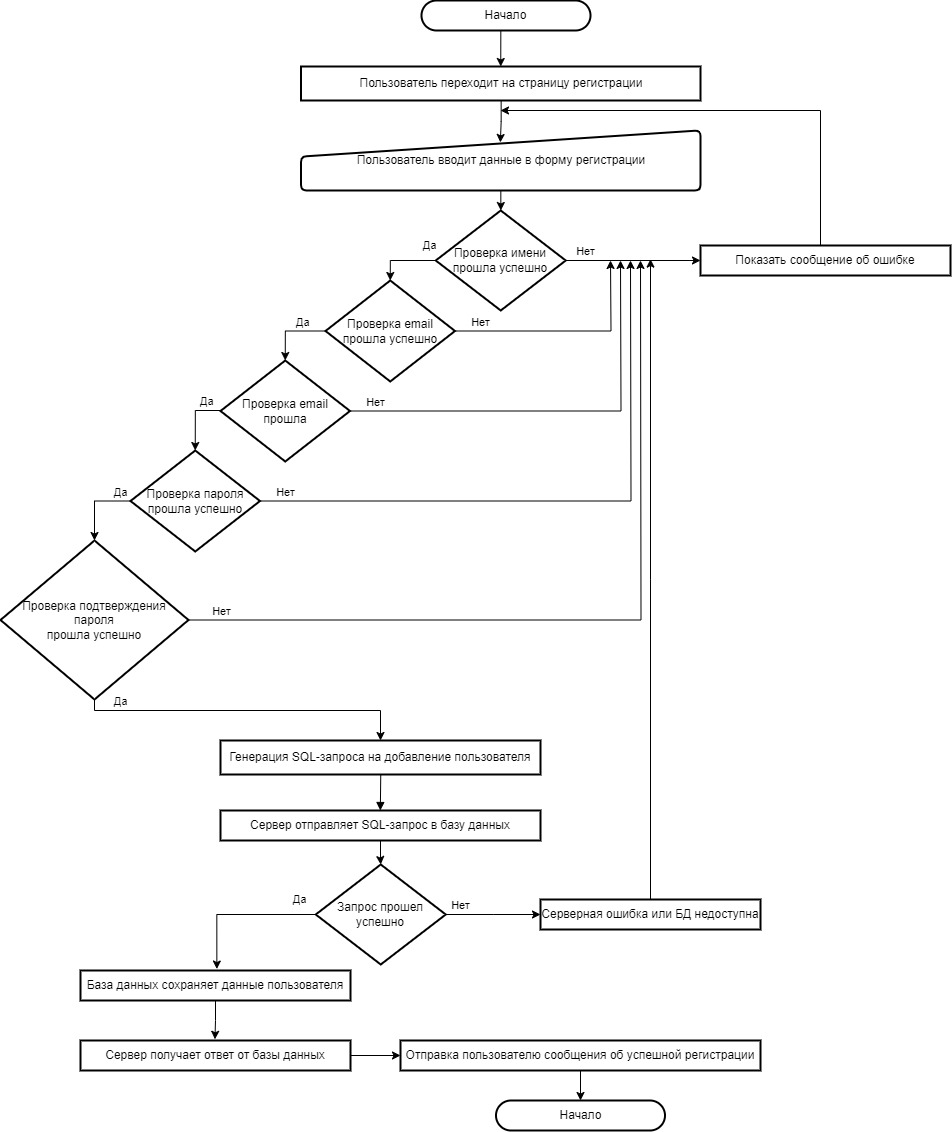 Начало
Пользователь переходит на страницу регистрации
Пользователь вводит данные в форму регистрации
Да
Проверка имени
прошла успешно
Нет
Показать сообщение об ошибке
Да
Проверка email
прошла успешно
Нет
Да
Проверка email
прошла
Нет
Да
Проверка пароля
прошла успешно
Нет
Проверка подтверждения
пароля
прошла успешно
Нет
Да
Генерация SQL-запроса на добавление пользователя
Сервер отправляет SQL-запрос в базу данных
Да
Запрос прошел
успешно
Нет
Серверная ошибка или БД недоступна
База данных сохраняет данные пользователя
Сервер получает ответ от базы данных
Отправка пользователю сообщения об успешной регистрации
Начало